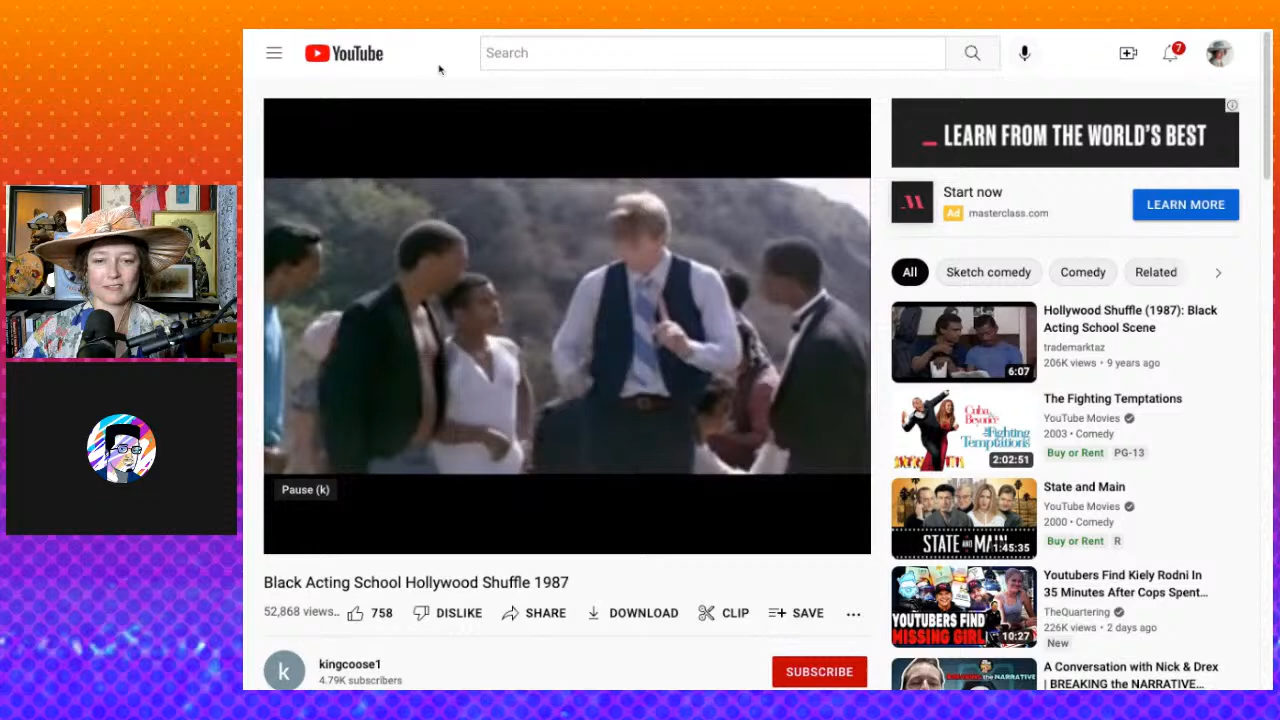 YouTube
Search
7
LEARN FROM THE WORLD'S BEST
Start now
Ad masterclass.com
LEARN MORE
All
Sketch comedy
Comedy
Related
Hollywood Shuffle (1987): Black
Acting School Scene
trademarktaz
206K views • 9 years ago
6:07
The Fighting Temptations
YouTube Movies
2003 • Comedy
Buy or Rent PG-13
Cuba
Beyoncé
Fighting
Temptations
2:02:51
State and Main
YouTube Movies
2000 • Comedy
Buy or Rent R
STATE AND MAIN
1:45:35
Youtubers Find Kiely Rodni In
35 Minutes After Cops Spent...
TheQuartering
226K views • 2 days ago
New
YOUTUBERS FIND
MISSING GIRL
10:27
A Conversation with Nick & Drex
| BREAKING the NARRATIVE...
Pause (k)
Black Acting School Hollywood Shuffle 1987
52,868 views...
758
DISLIKE
SHARE
DOWNLOAD
CLIP
SAVE
k
kingcoose1
4.79K subscribers
SUBSCRIBE